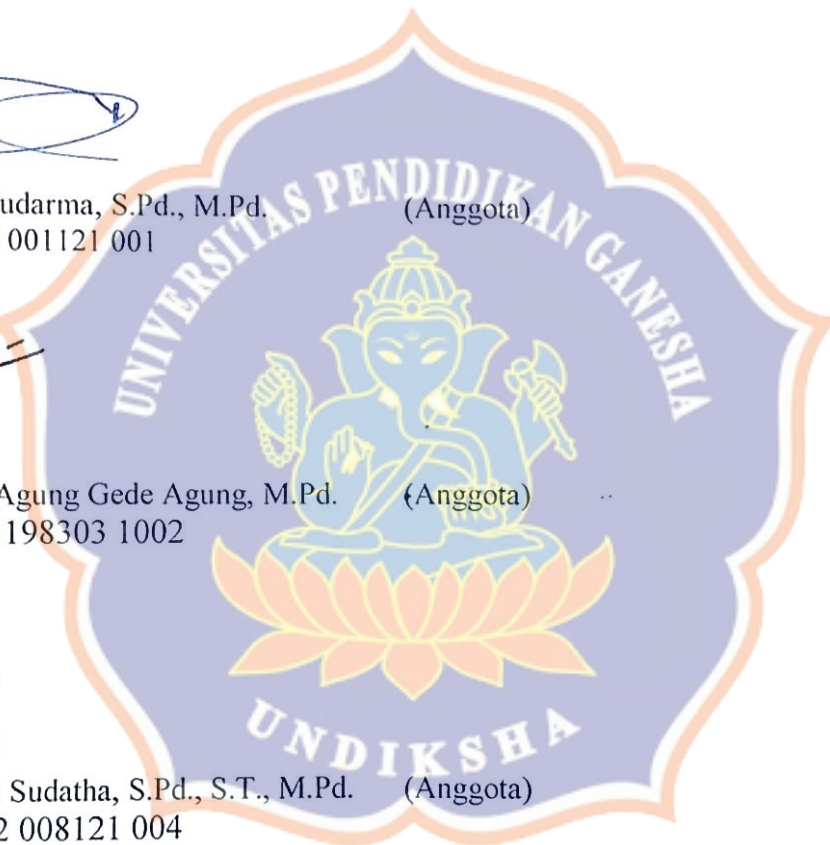 udarma, S.Pd., M.Pd. (Anggota)
001121 001
UNIVERSITAS PENDIDIKAN GANESHA
Agung Gede Agung, M.Pd. (Anggota)
198303 1002
UNDIKSHA
Sudatha, S.Pd., S.T., M.Pd. (Anggota)
2 008121 004